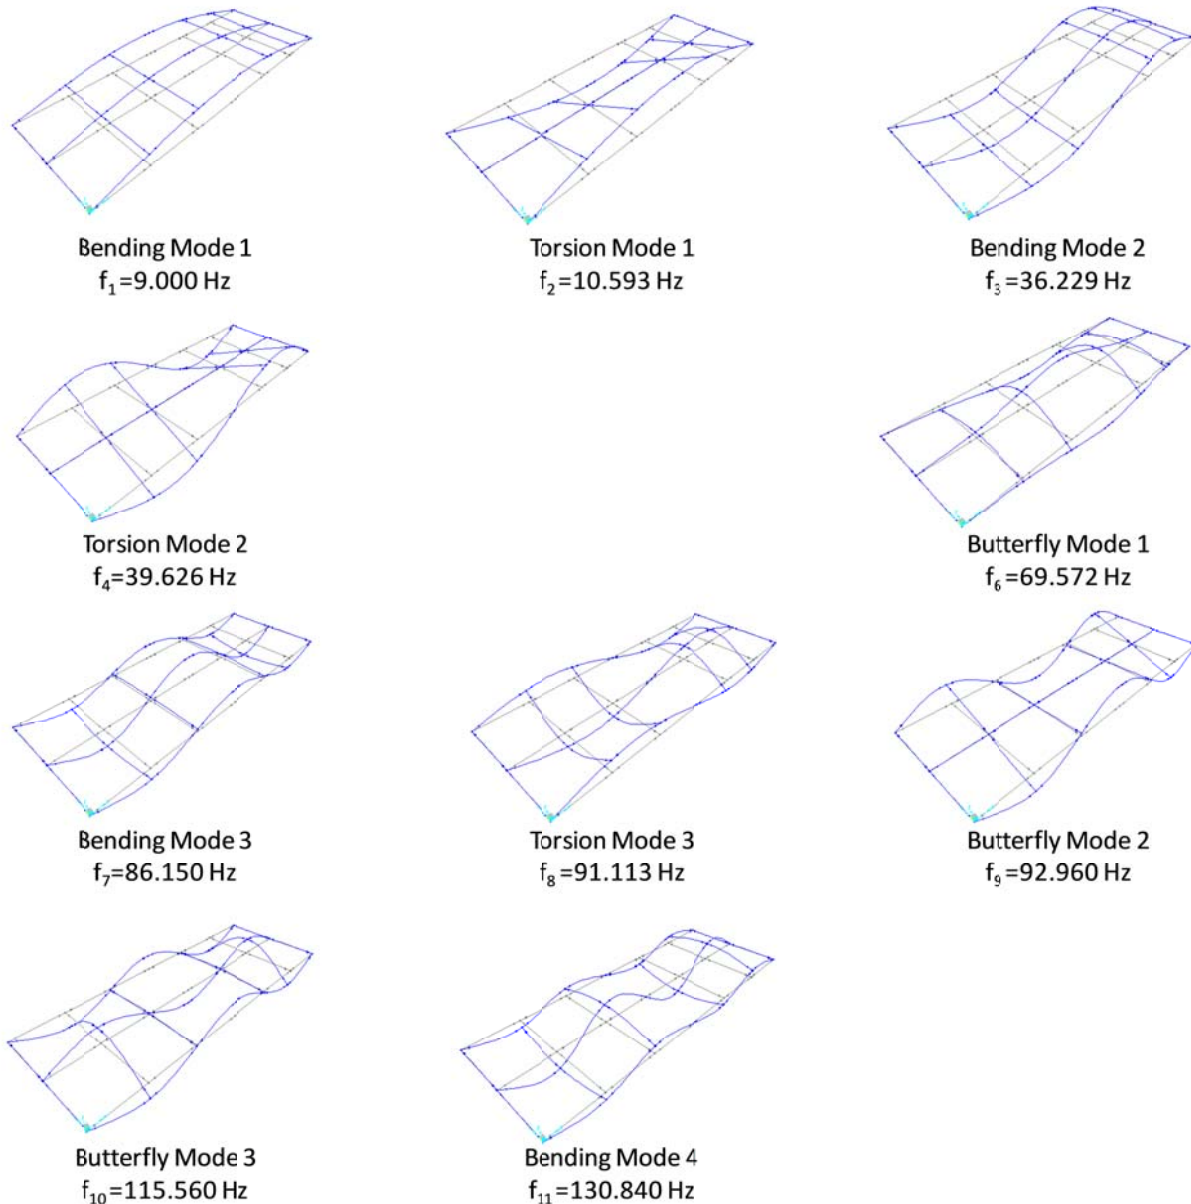 Bending Mode 1
f₁=9.000 Hz
Torsion Mode 1
f₂=10.593 Hz
Bending Mode 2
f₃=36.229 Hz
Torsion Mode 2
f₄=39.626 Hz
Butterfly Mode 1
f₆=69.572 Hz
Bending Mode 3
f₇=86.150 Hz
Torsion Mode 3
f₈=91.113 Hz
Butterfly Mode 2
f₉=92.960 Hz
Butterfly Mode 3
f₁₀=115.560 Hz
Bending Mode 4
f₁₁=130.840 Hz